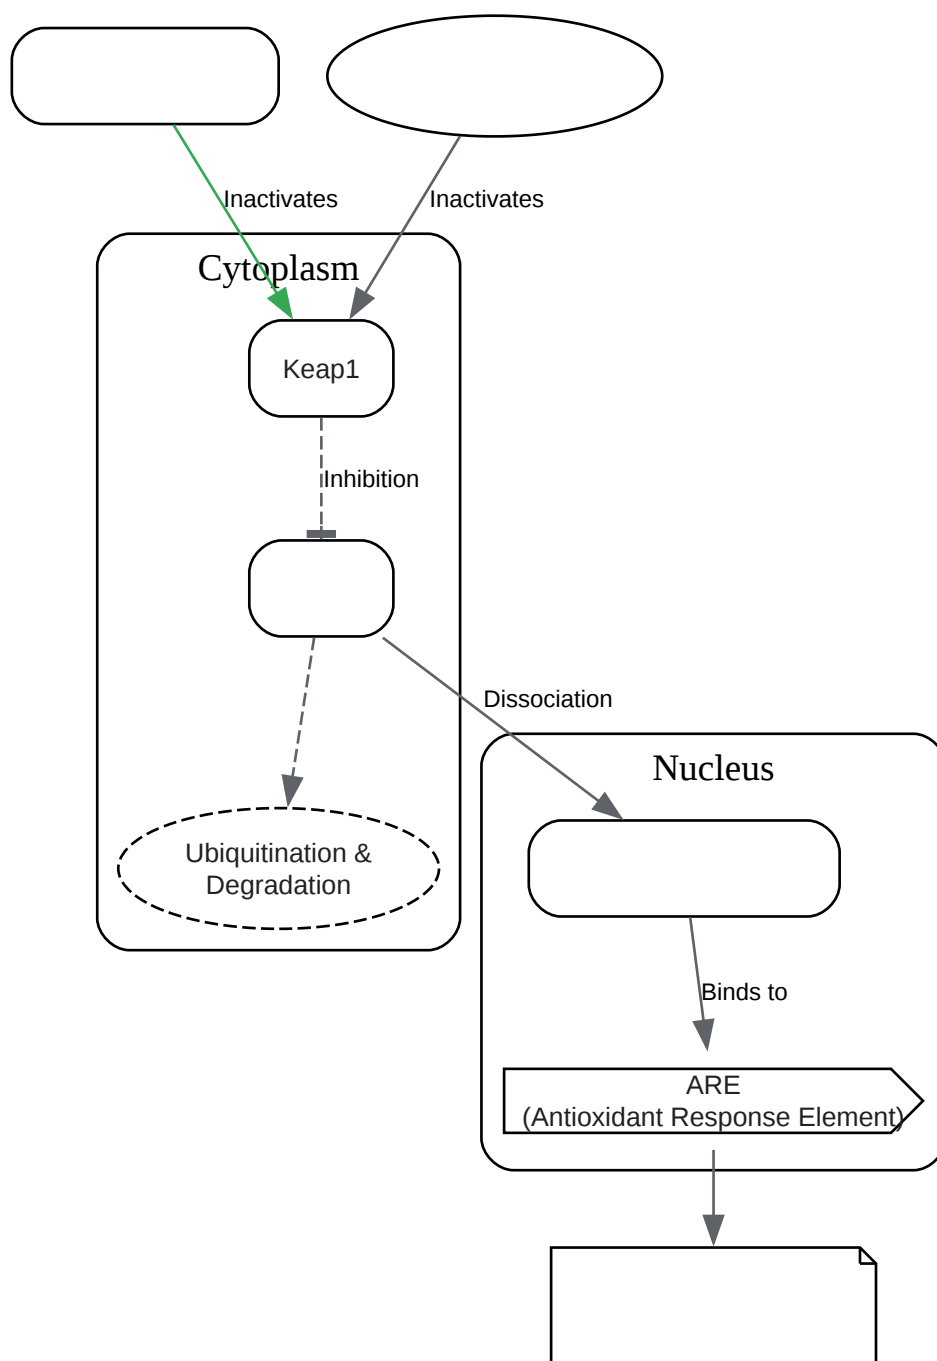 Inactivates
Inactivates
Cytoplasm
Keap1
Inhibition
Dissociation
Nucleus
Ubiquitination &
Degradation
Binds to
ARE
(Antioxidant Response Element)